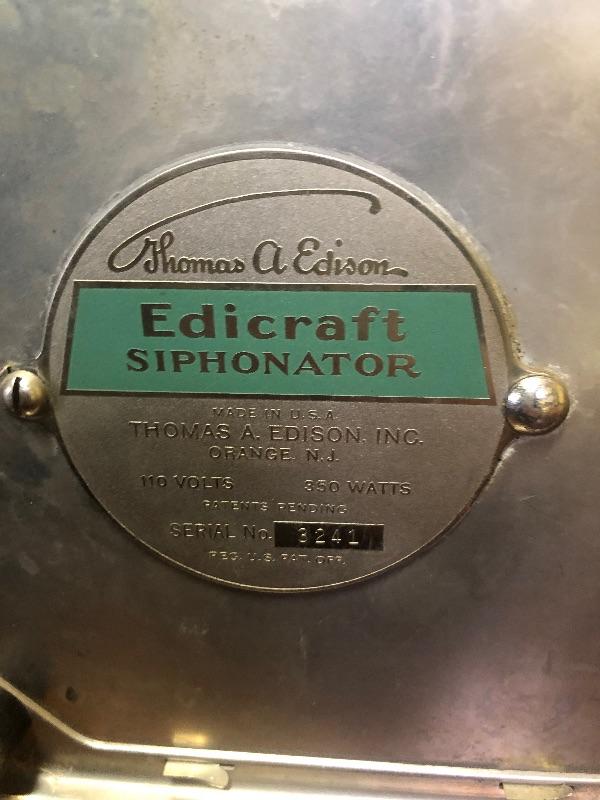 Thomas A Edison
Edicraft
SIPHONATOR
MADE IN U.S.A.
THOMAS A. EDISON, INC.
ORANGE, N.J.
110 VOLTS 350 WATTS
PATENTS PENDING
SERIAL No. 3241
REG. U.S. PAT. OFF.